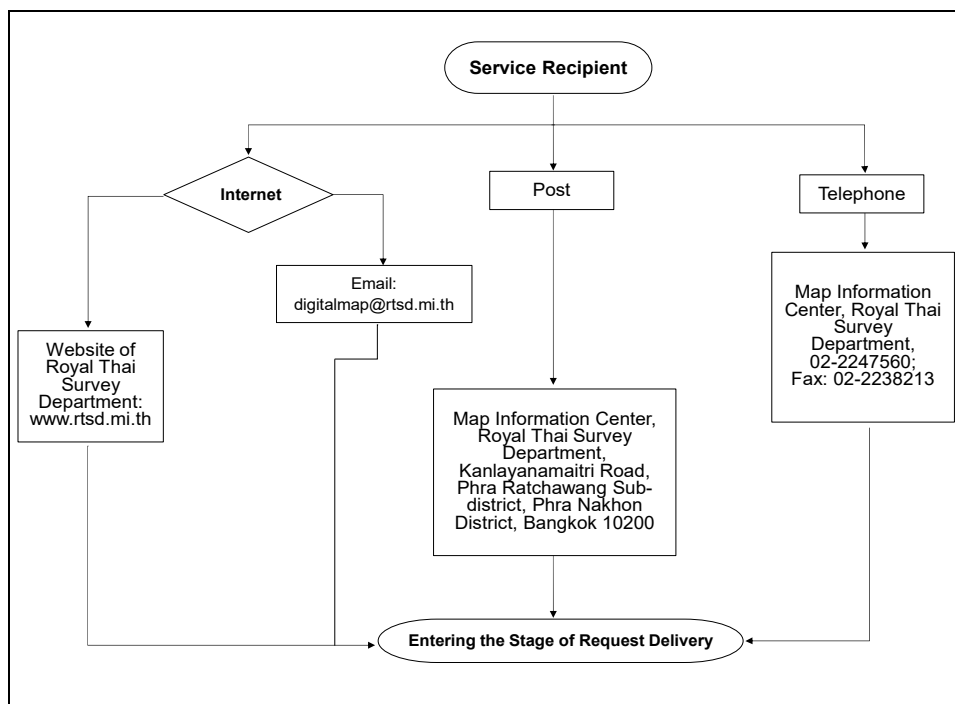 Service Recipient
Internet
Post
Telephone
Email:
digitalmap@rtsd.mi.th
Website of
Royal Thai
Survey
Department:
www.rtsd.mi.th
Map Information Center,
Royal Thai Survey
Department,
Kanlayanamaitri Road,
Phra Ratchawang Sub-
district, Phra Nakhon
District, Bangkok 10200
Map Information
Center, Royal Thai
Survey
Department,
02-2247560;
Fax: 02-2238213
Entering the Stage of Request Delivery